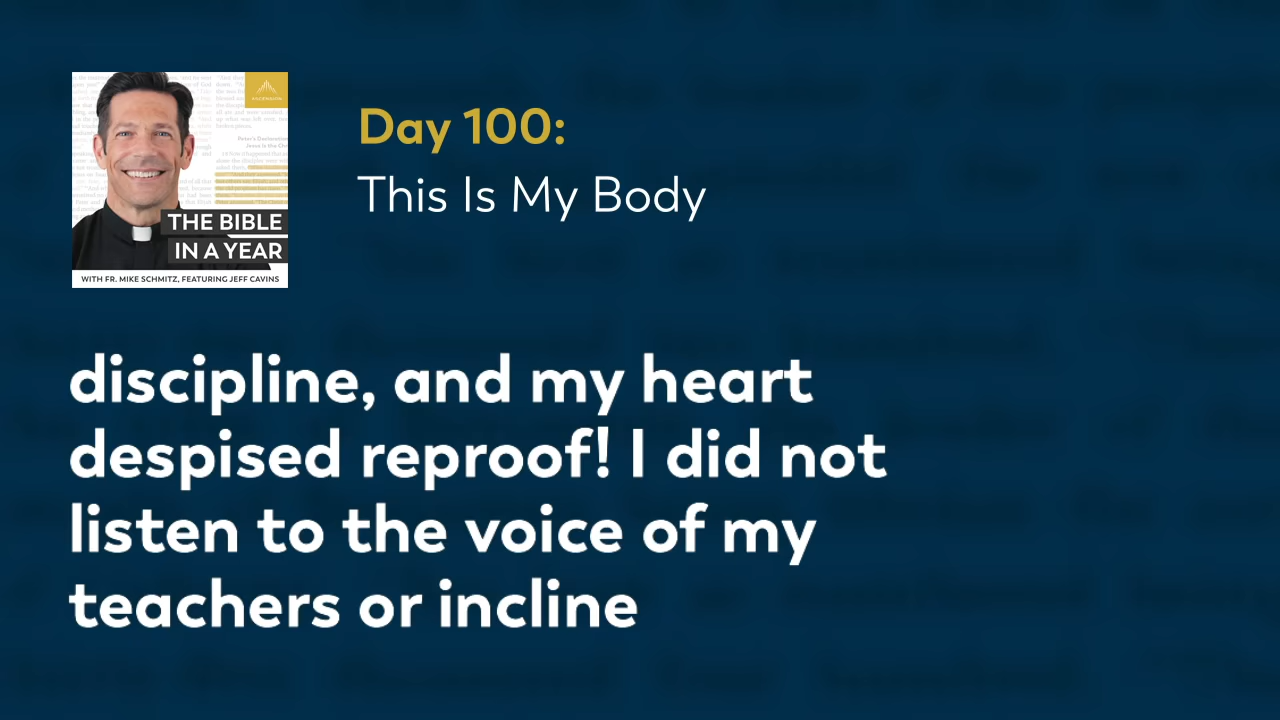 ASCENSION
THE BIBLE
IN A YEAR
WITH FR. MIKE SCHMITZ, FEATURING JEFF CAVINS
Day 100:
This Is My Body
discipline, and my heart
despised reproof! I did not
listen to the voice of my
teachers or incline